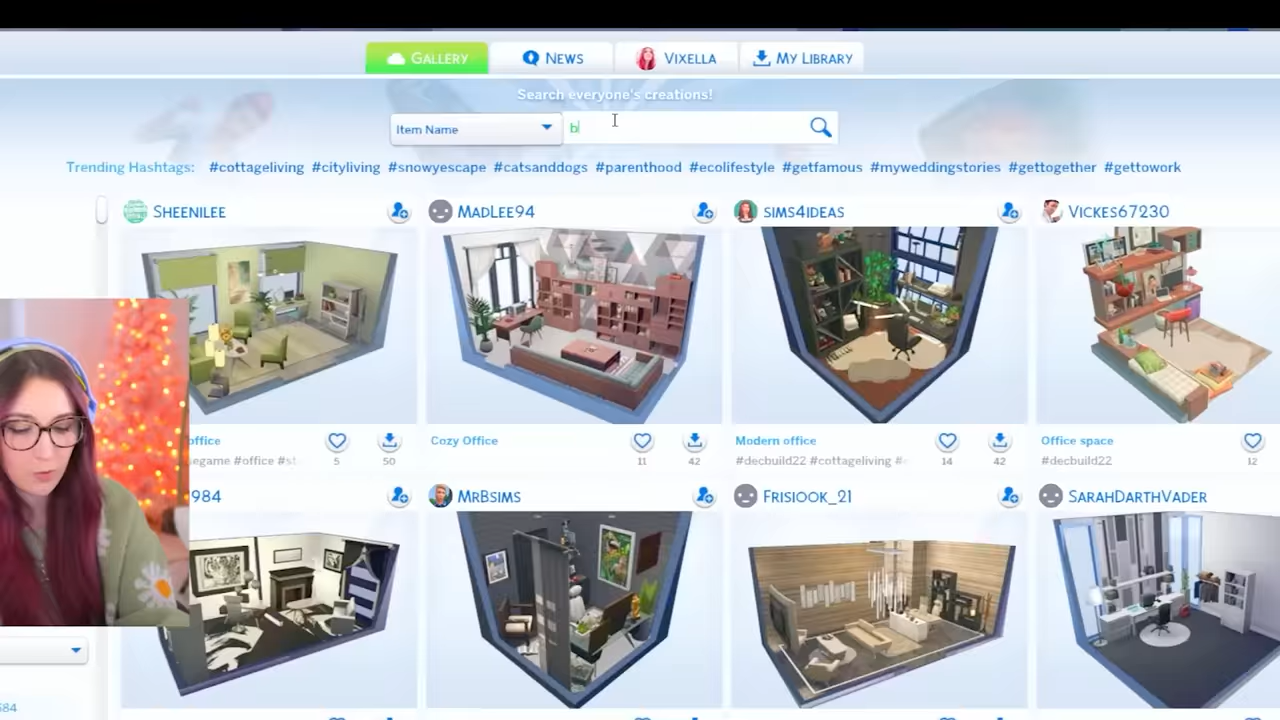 GALLERY
NEWS
VIXELLA
MY LIBRARY
Search everyone's creations!
Item Name
b
Trending Hashtags: #cottageliving #cityliving #snowyescape #catsanddogs #parenthood #ecolifestyle #getfamous #myweddingstories #gettogether #gettowork
SHEENILEE
MADLEE94
SIMS4IDEAS
VICKES67230
office
5
50
Cozy Office
11
42
Modern office
#decbuild22 #cottageliving
14
42
Office space
#decbuild22
12
#office
984
MRBSIMS
FRISIOOK_21
SARAHDARTHVADER
584